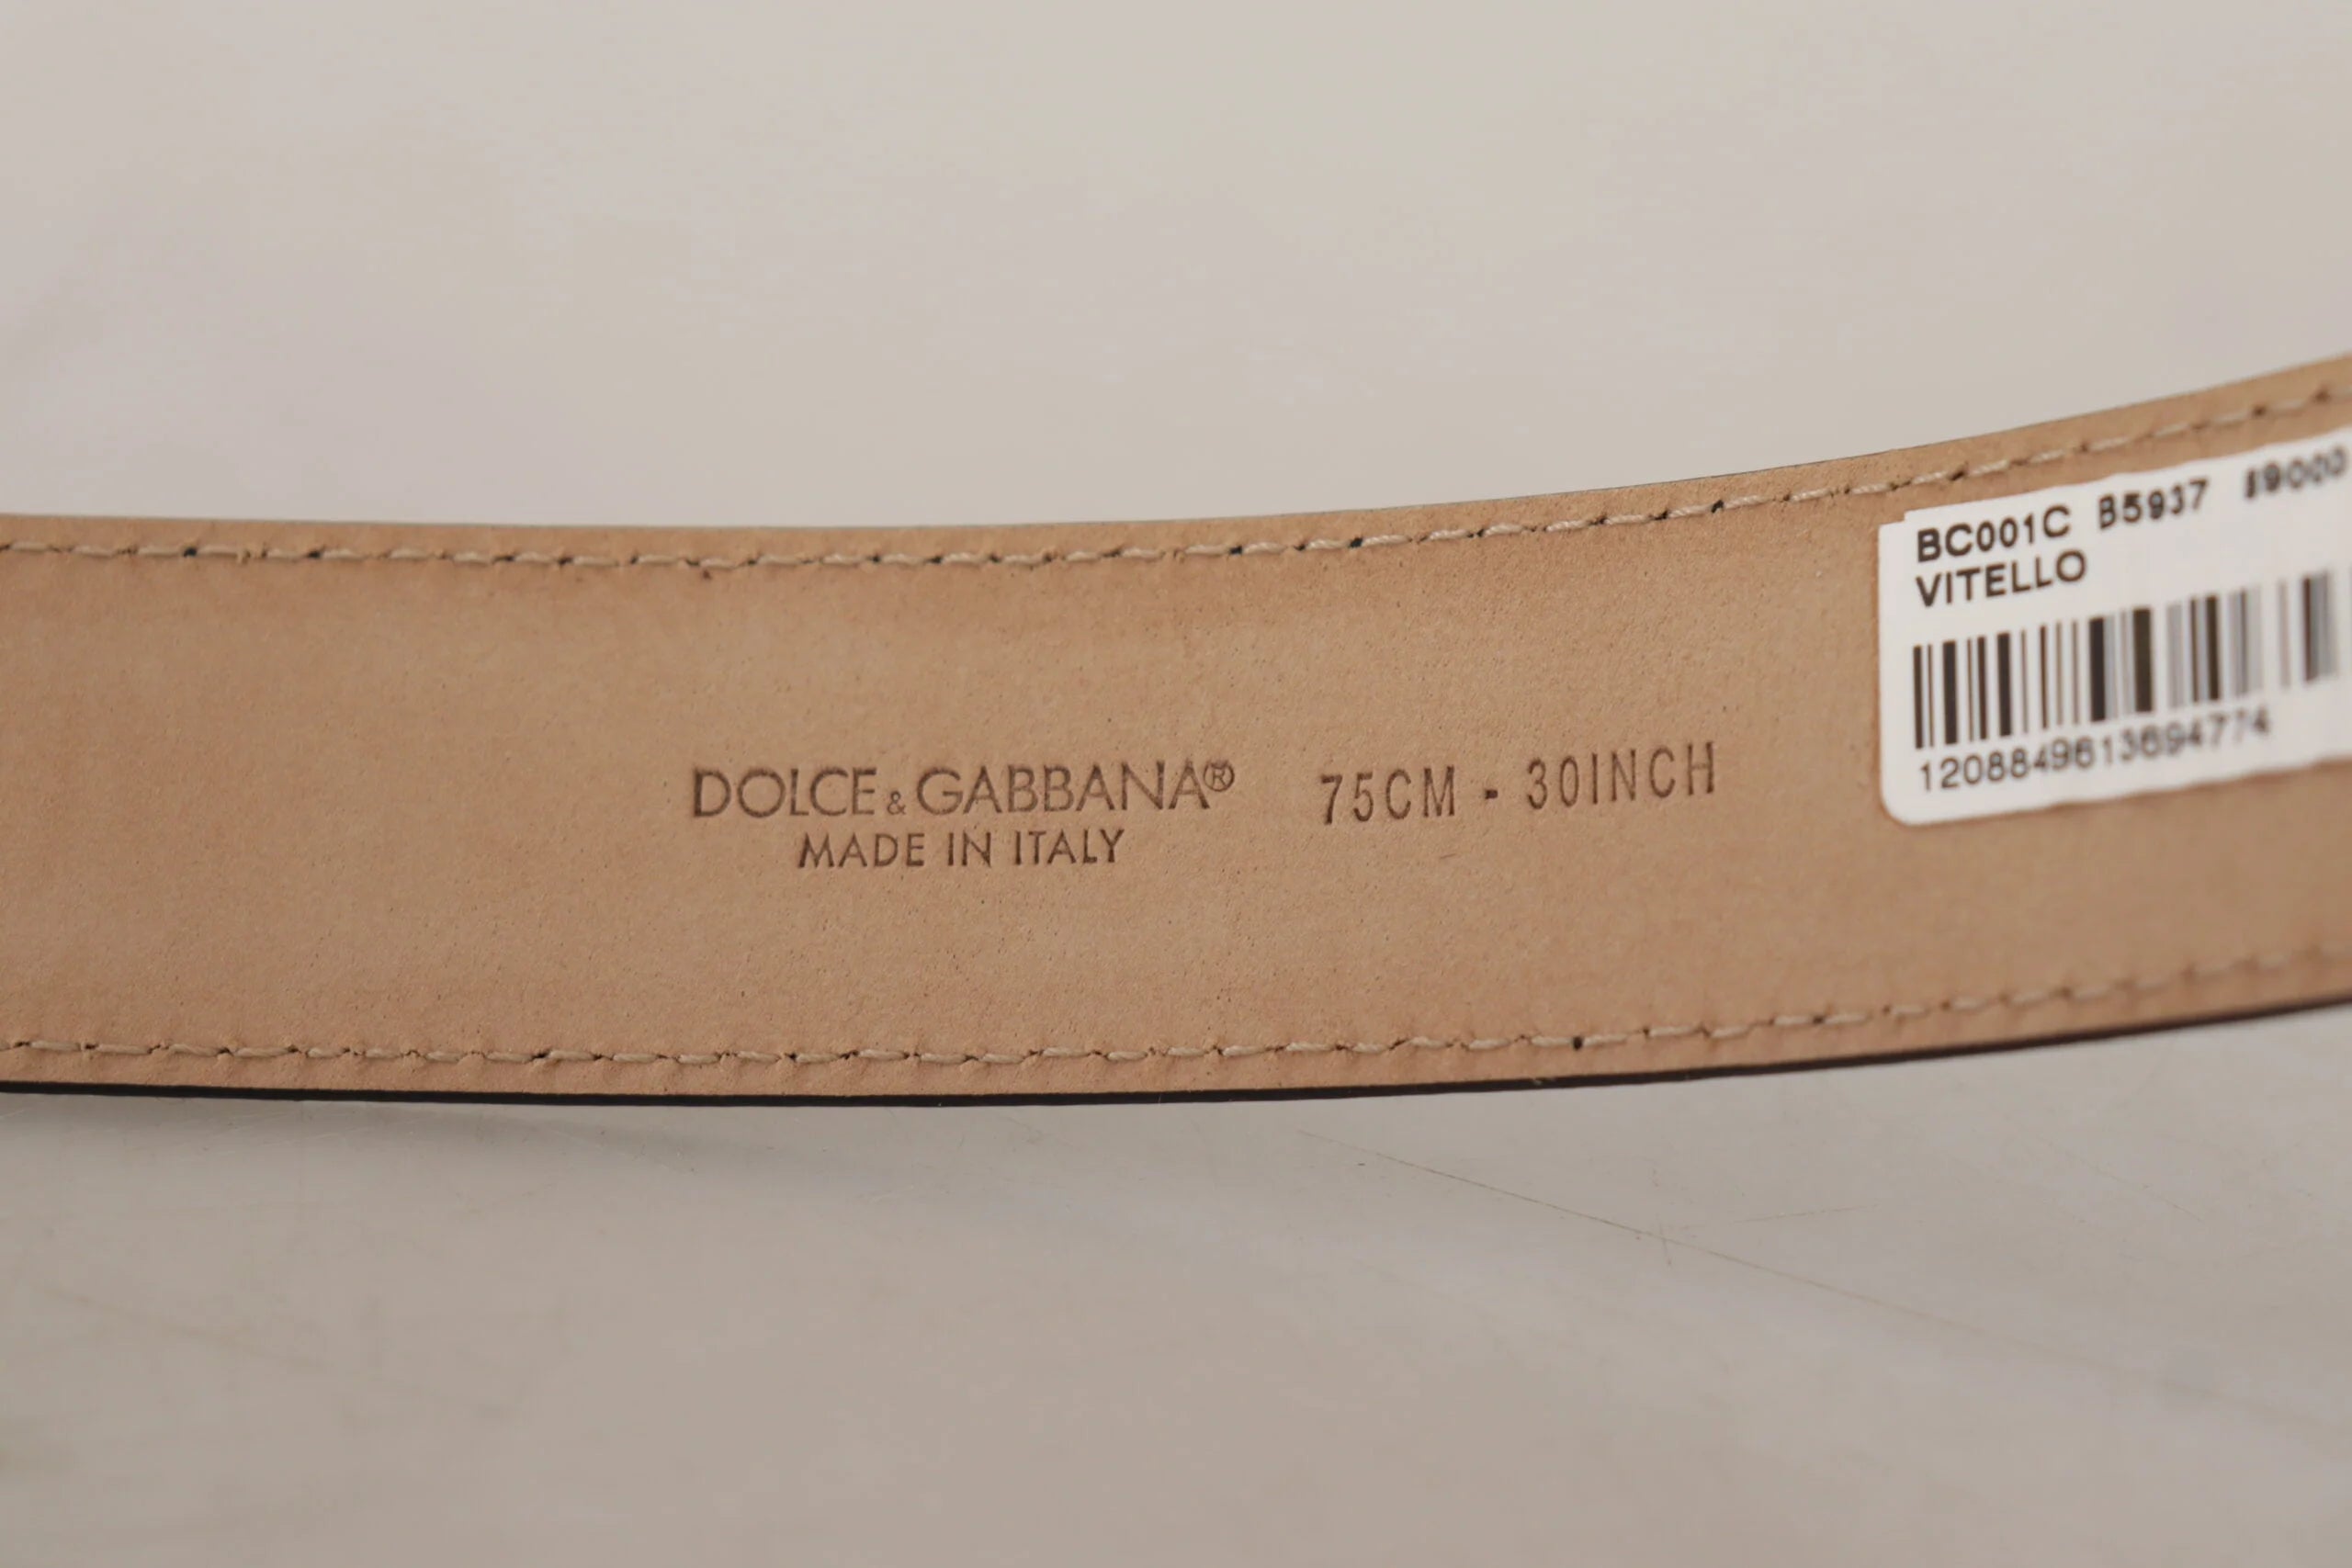 DOLCE & GABBANA®
MADE IN ITALY
75CM - 30INCH
BC001C B5937
VITELLO
1208849613694774